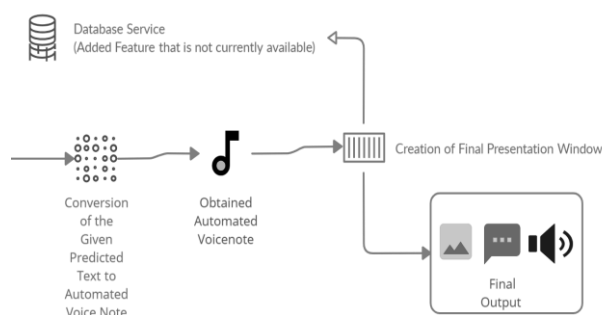 Database Service
(Added Feature that is not currently available)
Creation of Final Presentation Window
Conversion
of the
Given
Predicted
Text to
Automated
Voice Note
Obtained
Automated
Voicenote
Final
Output